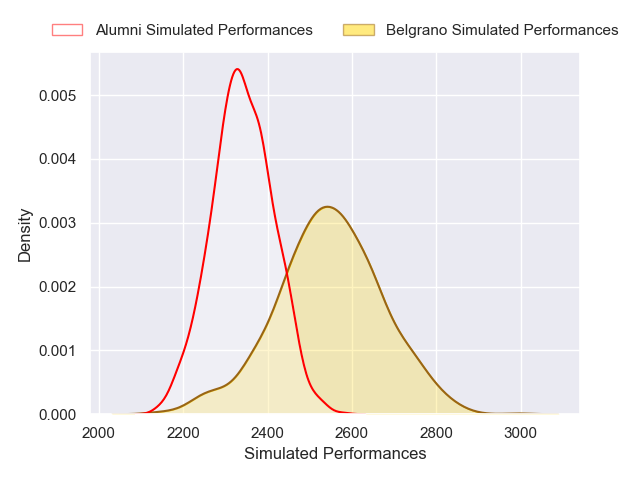 Alumni Simulated Performances Belgrano Simulated Performances
0.005
0.004
0.003
0.002
0.001
0.000
Density
2000 2200 2400 2600 2800 3000
Simulated Performances